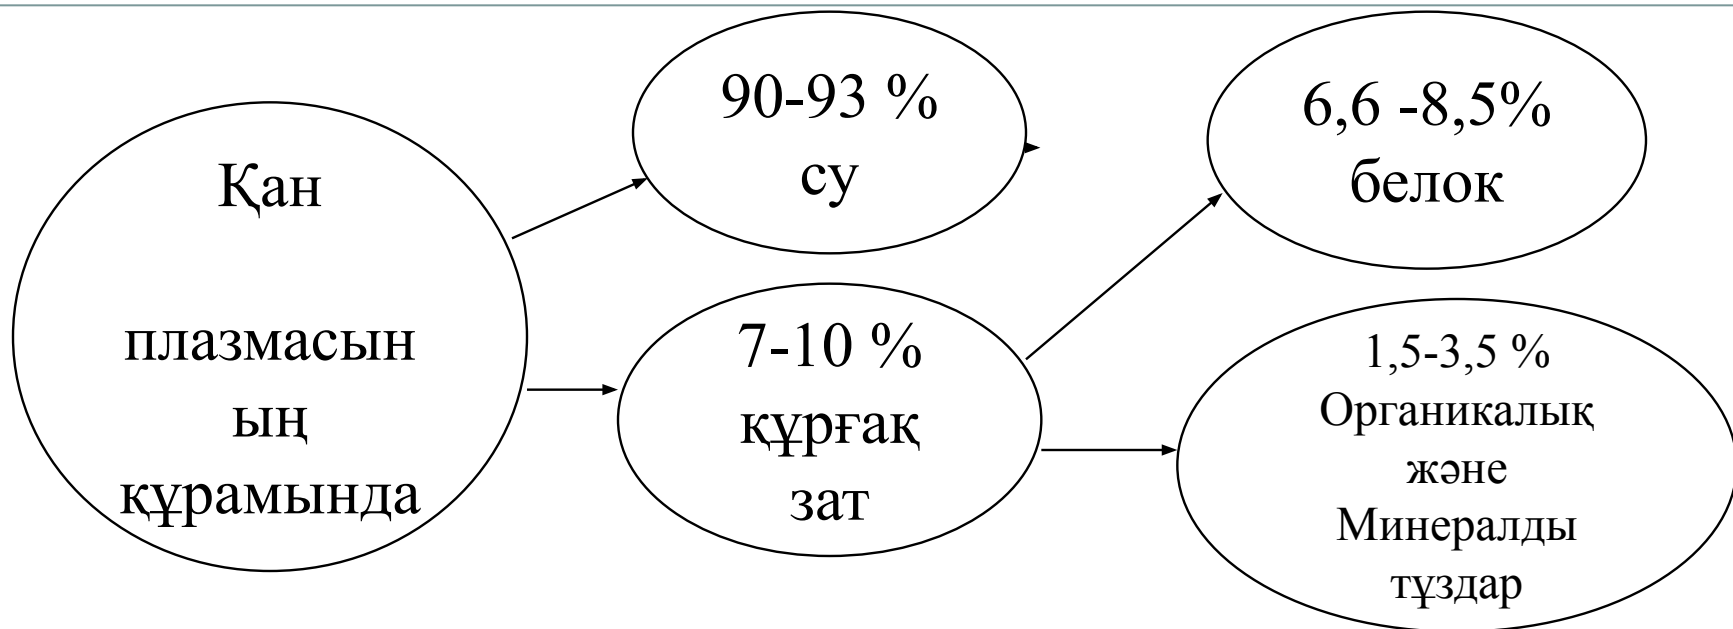 Қан
плазмасын
ың
құрамында
90-93 %
су
7-10 %
құрғақ
зат
6,6 -8,5%
белок
1,5-3,5 %
Органикалық
және
Минералды
тұздар